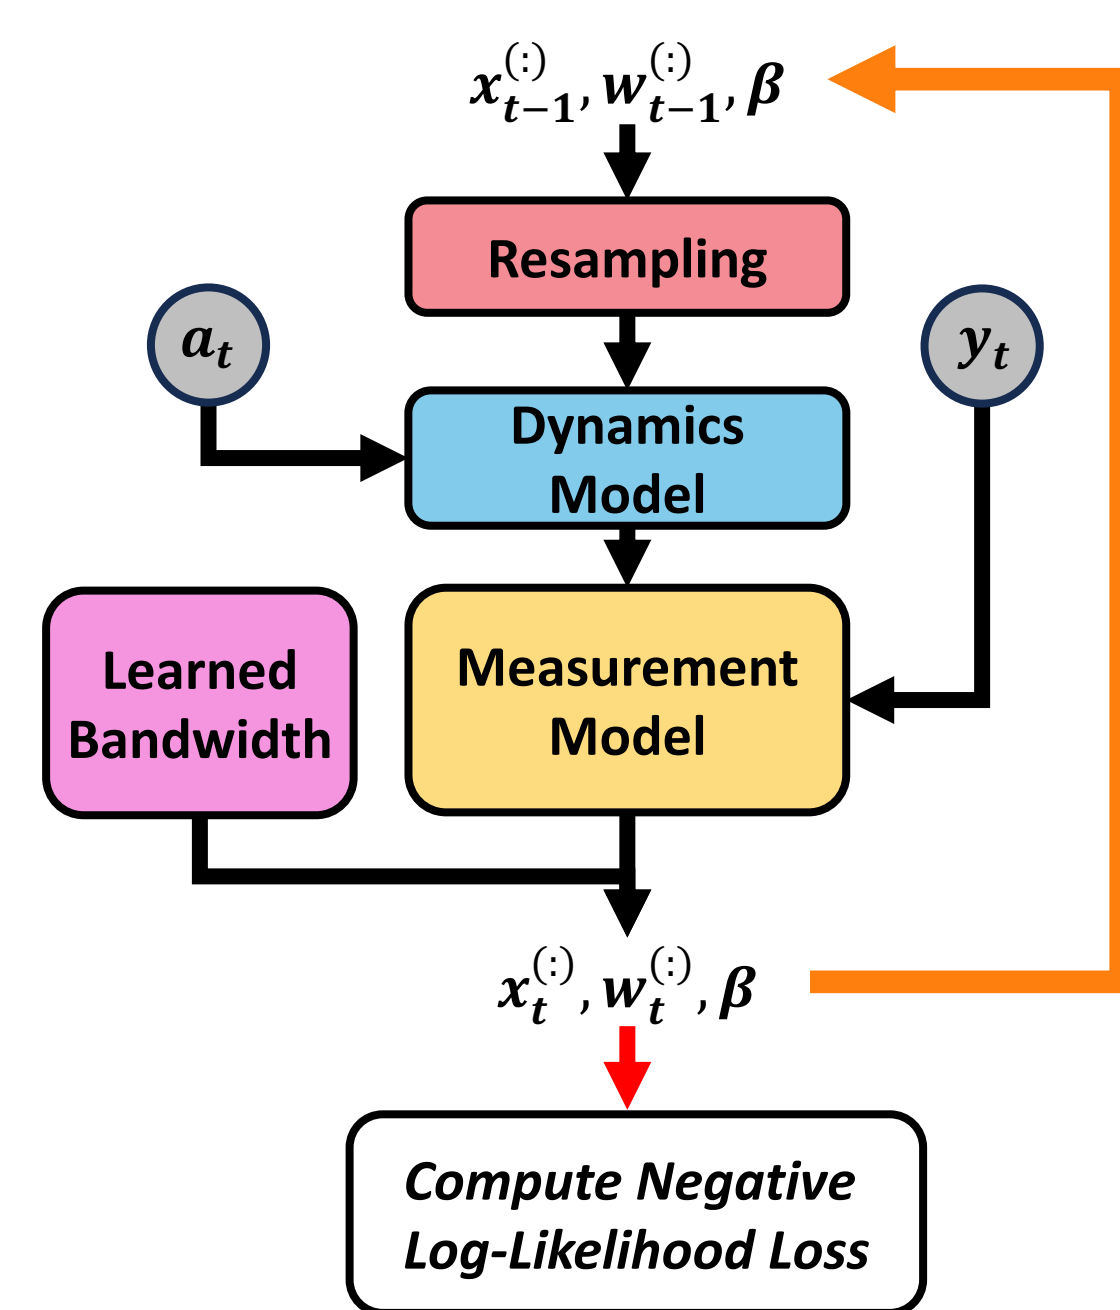 x_{t-1}^{(:)}, w_{t-1}^{(:)}, β
Resampling
a_t
y_t
Dynamics
Model
Learned
Bandwidth
Measurement
Model
x_t^{(:)}, w_t^{(:)}, β
Compute Negative
Log-Likelihood Loss